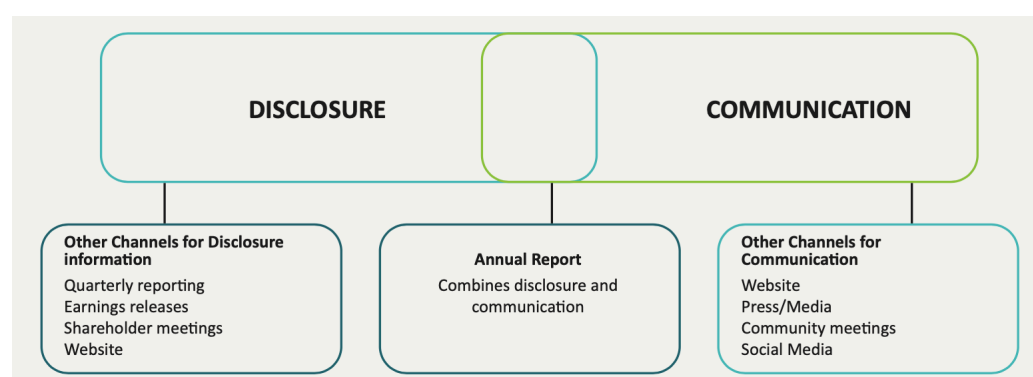 DISCLOSURE
COMMUNICATION
Other Channels for Disclosure
information
Quarterly reporting
Earnings releases
Shareholder meetings
Website
Annual Report
Combines disclosure and
communication
Other Channels for
Communication
Website
Press/Media
Community meetings
Social Media